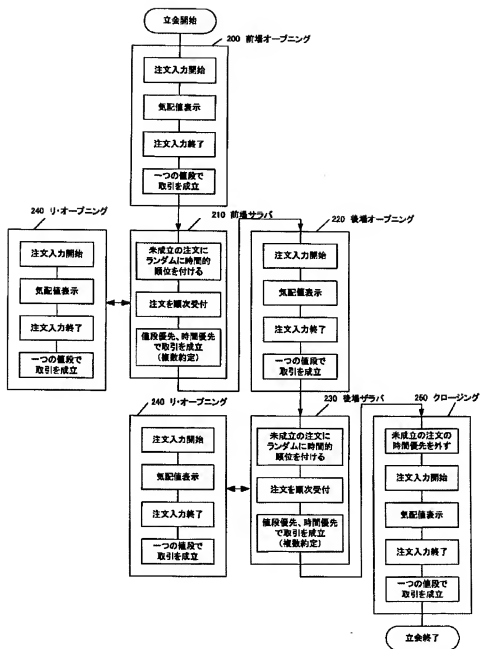 立会開始
200 前場オープニング
注文入力開始
気配値表示
注文入力終了
一つの値段で
取引を成立
240 リ・オープニング
注文入力開始
気配値表示
注文入力終了
一つの値段で
取引を成立
210 前場ザラバ
未成立の注文に
ランダムに時間的
順位を付ける
注文を順次受付
値段優先、時間優先
で取引を成立
(複数約定)
220 後場オープニング
注文入力開始
気配値表示
注文入力終了
一つの値段で
取引を成立
240 リ・オープニング
注文入力開始
気配値表示
注文入力終了
一つの値段で
取引を成立
230 後場ザラバ
未成立の注文に
ランダムに時間的
順位を付ける
注文を順次受付
値段優先、時間優先
で取引を成立
(複数約定)
250 クロージング
未成立の注文の
時間優先を外す
注文入力開始
気配値表示
注文入力終了
一つの値段で
取引を成立
立会終了